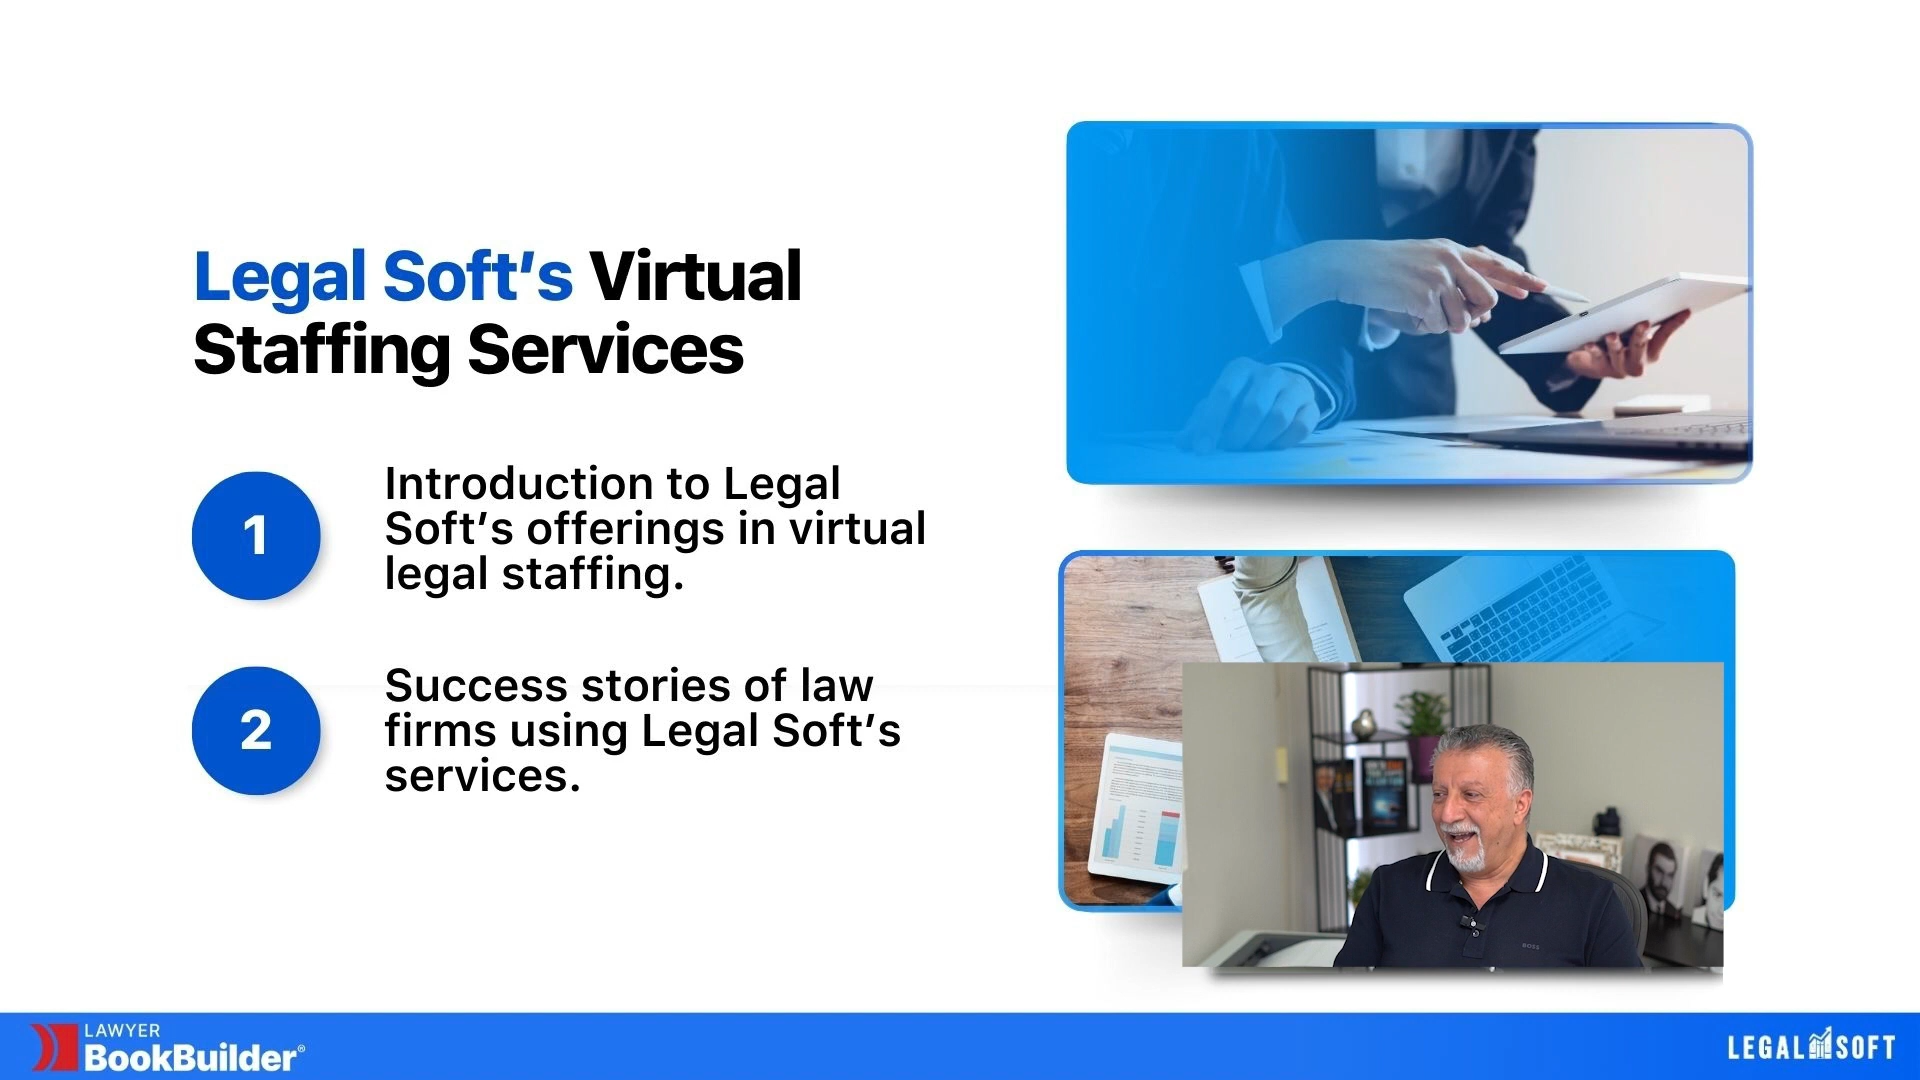 Legal Soft’s Virtual
Staffing Services
1
Introduction to Legal
Soft’s offerings in virtual
legal staffing.
2
Success stories of law
firms using Legal Soft’s
services.
BOSS
LAWYER
BookBuilder®
LEGAL SOFT